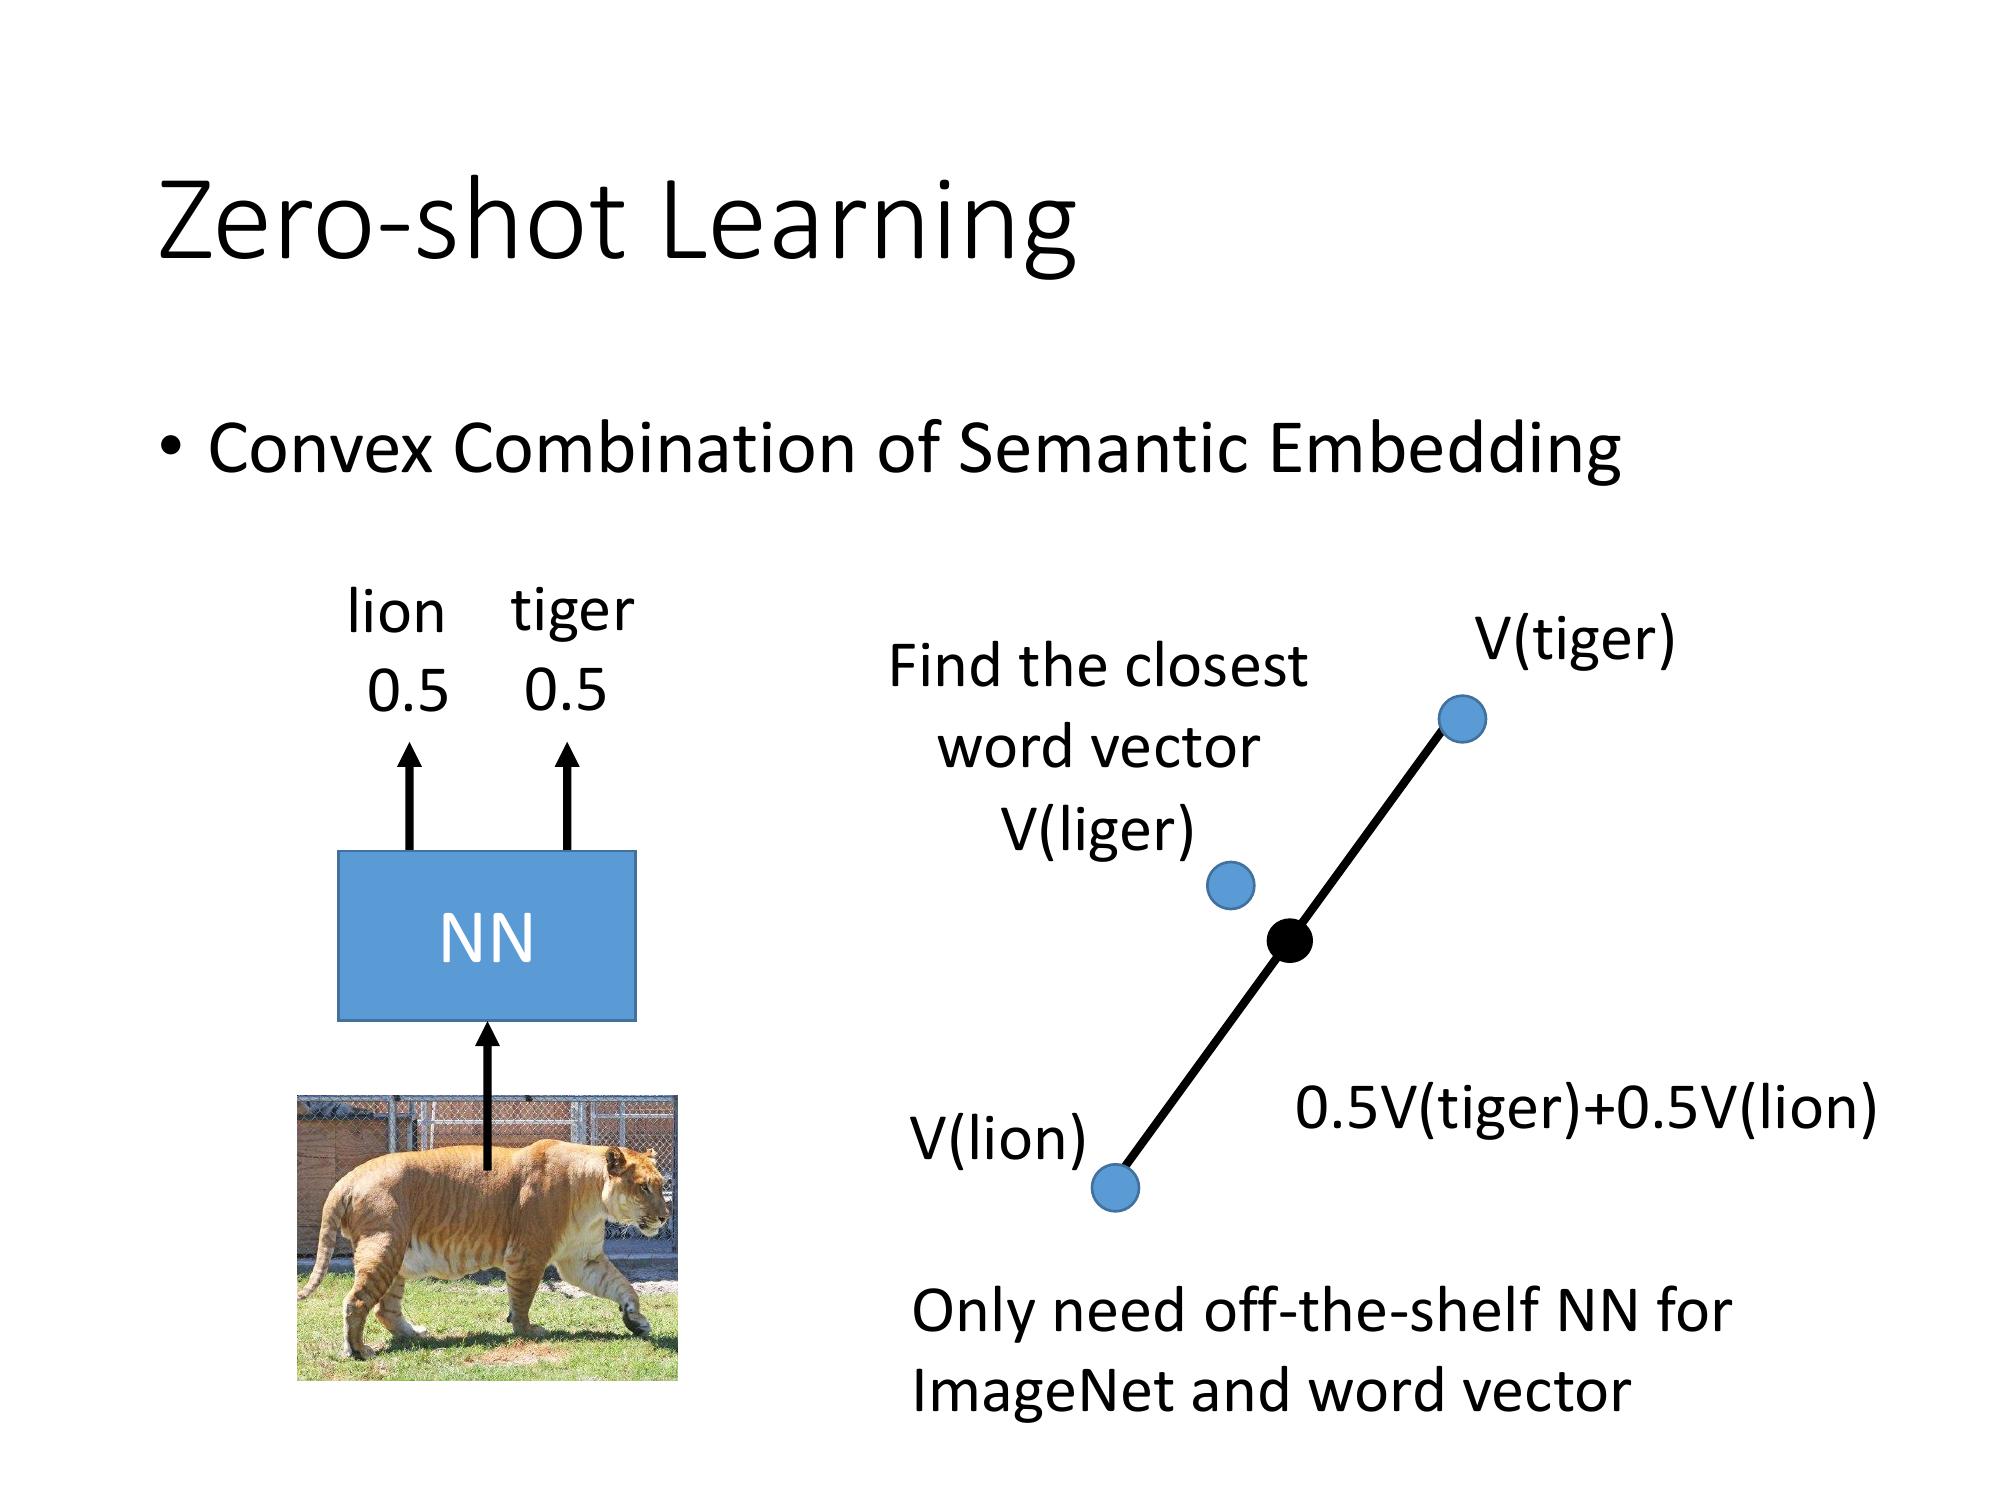 Zero-shot Learning
• Convex Combination of Semantic Embedding
lion tiger
0.5 0.5
NN
Find the closest
word vector
V(liger)
V(tiger)
V(lion)
0.5V(tiger)+0.5V(lion)
Only need off-the-shelf NN for
ImageNet and word vector